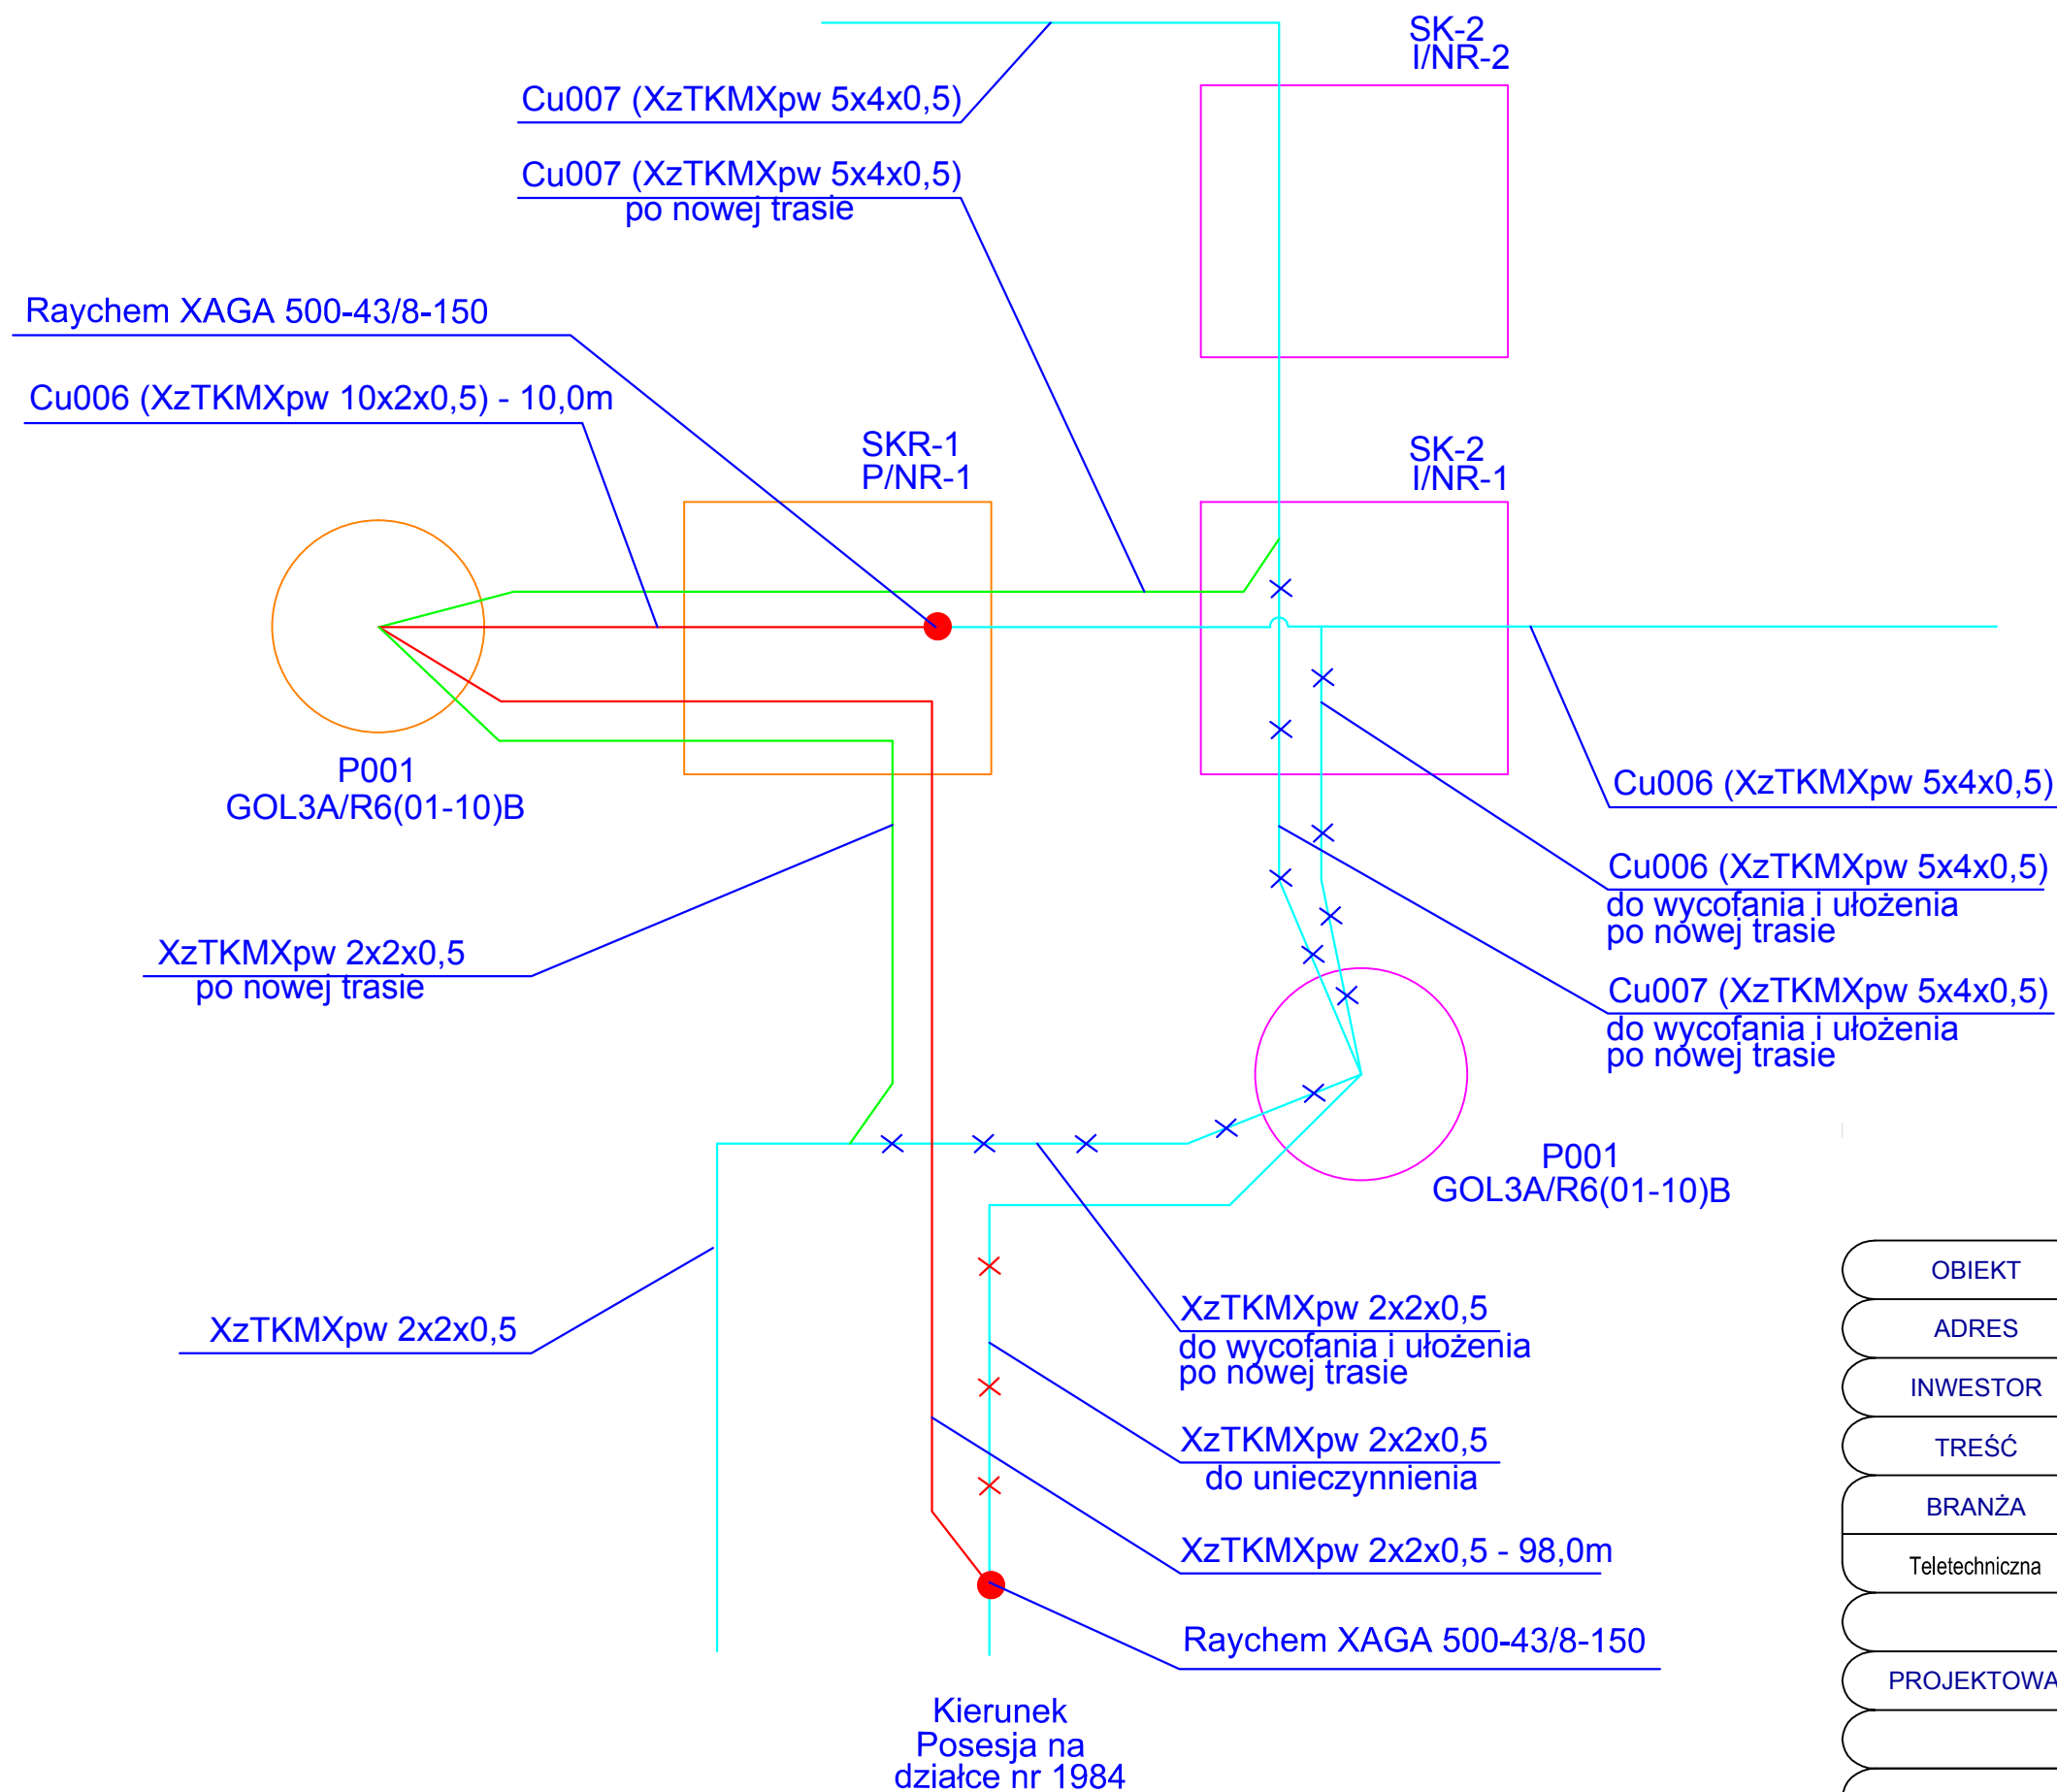 SK-2
I/NR-2
Cu007 (XzTKMXpw 5x4x0,5)
Cu007 (XzTKMXpw 5x4x0,5)
po nowej trasie
Raychem XAGA 500-43/8-150
Cu006 (XzTKMXpw 10x2x0,5) - 10,0m
SKR-1
P/NR-1
SK-2
I/NR-1
P001
GOL3A/R6(01-10)B
Cu006 (XzTKMXpw 5x4x0,5)
Cu006 (XzTKMXpw 5x4x0,5)
do wycofania i ułożenia
po nowej trasie
XzTKMXpw 2x2x0,5
po nowej trasie
Cu007 (XzTKMXpw 5x4x0,5)
do wycofania i ułożenia
po nowej trasie
P001
GOL3A/R6(01-10)B
XzTKMXpw 2x2x0,5
XzTKMXpw 2x2x0,5
do wycofania i ułożenia
po nowej trasie
XzTKMXpw 2x2x0,5
do unieczynnienia
XzTKMXpw 2x2x0,5 - 98,0m
Raychem XAGA 500-43/8-150
Kierunek
Posesja na
działce nr 1984
OBIEKT
ADRES
INWESTOR
TREŚĆ
BRANŻA
Teletechniczna
PROJEKTOWA